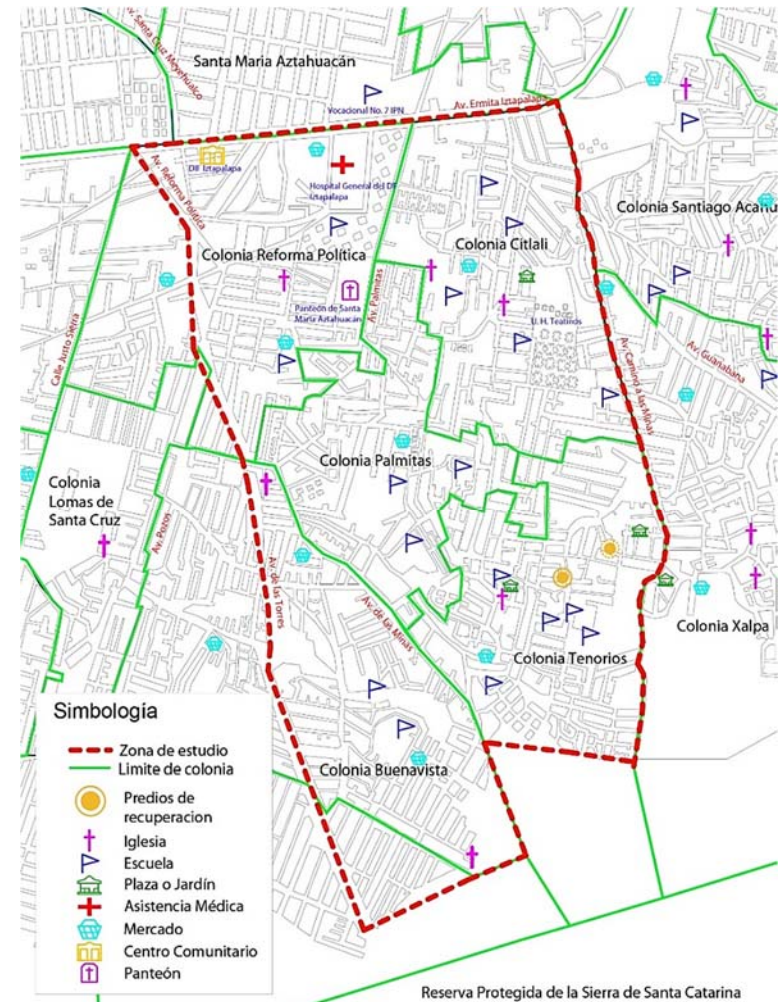 Av. Santa Cruz Meyehualco
Santa Maria Aztahuacán
Vocacional No. 7 IPN
Av. Ermita Iztapalapa
DIF Iztapalapa
Av. Reforma Política
Hospital General del DF
Iztapalapa
Colonia Santiago
Colonia Reforma Política
Colonia Citlali
Panteón de Santa
María Aztahuacán
Av. Palmitas
U. H. Teatinos
Calle Justo Sierra
Av. Camino a las Minas
Av. Guanabana
Colonia Palmitas
Colonia
Lomas de
Santa Cruz
Av. Pozos
Av. de las Torres
Av. de las Minas
Colonia Xalpa
Colonia Tenorios
Colonia Buenavista
Simbología
Zona de estudio
Limite de colonia
Predios de
recuperacion
Iglesia
Escuela
Plaza o Jardín
Asistencia Médica
Mercado
Centro Comunitario
Panteón
Reserva Protegida de la Sierra de Santa Catarina